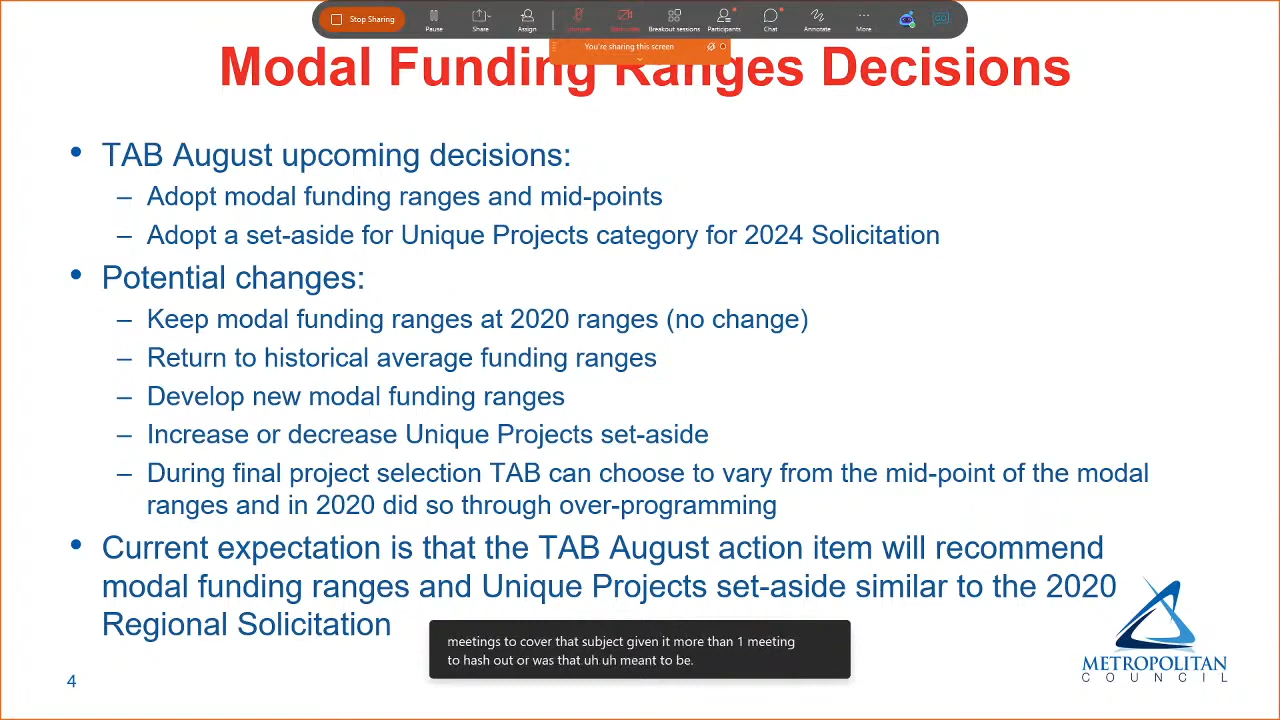 Stop Sharing
Pause
Share
Assign
Breakout sessions
Participants
Chat
Annotate
More
You're sharing this screen
Modal Funding Ranges Decisions
• TAB August upcoming decisions:
– Adopt modal funding ranges and mid-points
– Adopt a set-aside for Unique Projects category for 2024 Solicitation
• Potential changes:
– Keep modal funding ranges at 2020 ranges (no change)
– Return to historical average funding ranges
– Develop new modal funding ranges
– Increase or decrease Unique Projects set-aside
– During final project selection TAB can choose to vary from the mid-point of the modal
ranges and in 2020 did so through over-programming
• Current expectation is that the TAB August action item will recommend
modal funding ranges and Unique Projects set-aside similar to the 2020
Regional Solicitation
meetings to cover that subject given it more than 1 meeting
to hash out or was that uh uh meant to be.
METROPOLITAN
COUNCIL
4